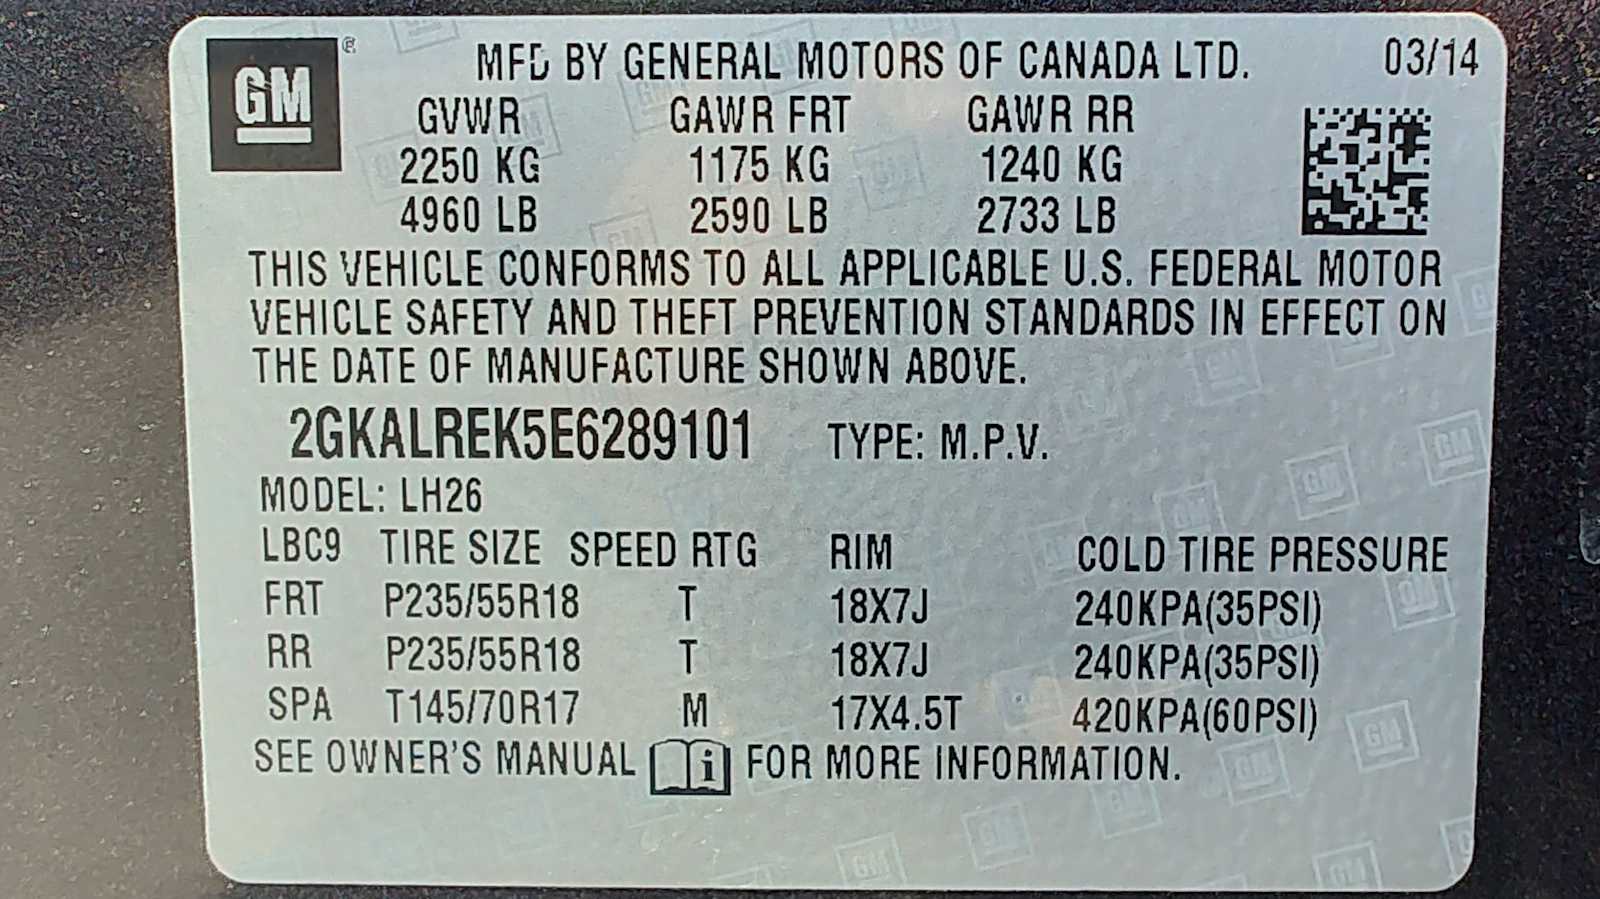 GM ®
MFD BY GENERAL MOTORS OF CANADA LTD. 03/14
GVWR GAWR FRT GAWR RR
2250 KG 1175 KG 1240 KG
4960 LB 2590 LB 2733 LB
THIS VEHICLE CONFORMS TO ALL APPLICABLE U.S. FEDERAL MOTOR
VEHICLE SAFETY AND THEFT PREVENTION STANDARDS IN EFFECT ON
THE DATE OF MANUFACTURE SHOWN ABOVE.
2GKALREK5E6289101 TYPE: M.P.V.
MODEL: LH26
LBC9 TIRE SIZE SPEED RTG RIM COLD TIRE PRESSURE
FRT P235/55R18 T 18X7J 240KPA(35PSI)
RR P235/55R18 T 18X7J 240KPA(35PSI)
SPA T145/70R17 M 17X4.5T 420KPA(60PSI)
SEE OWNER'S MANUAL i FOR MORE INFORMATION.